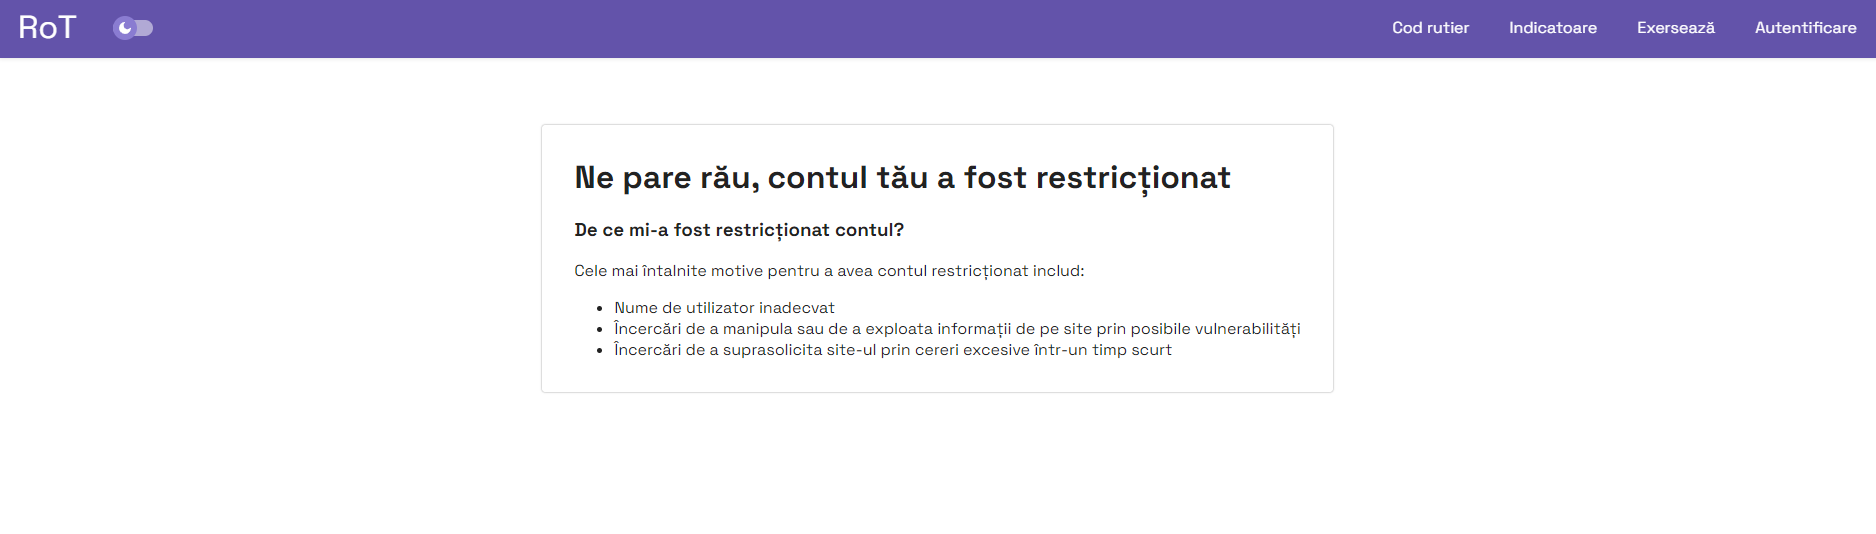 RoT
Cod rutier
Indicatoare
Exersează
Autentificare
Ne pare rău, contul tău a fost restricționat
De ce mi-a fost restricționat contul?
Cele mai întalnite motive pentru a avea contul restricționat includ:
Nume de utilizator inadecvat
Încercări de a manipula sau de a exploata informații de pe site prin posibile vulnerabilități
Încercări de a suprasolicita site-ul prin cereri excesive într-un timp scurt